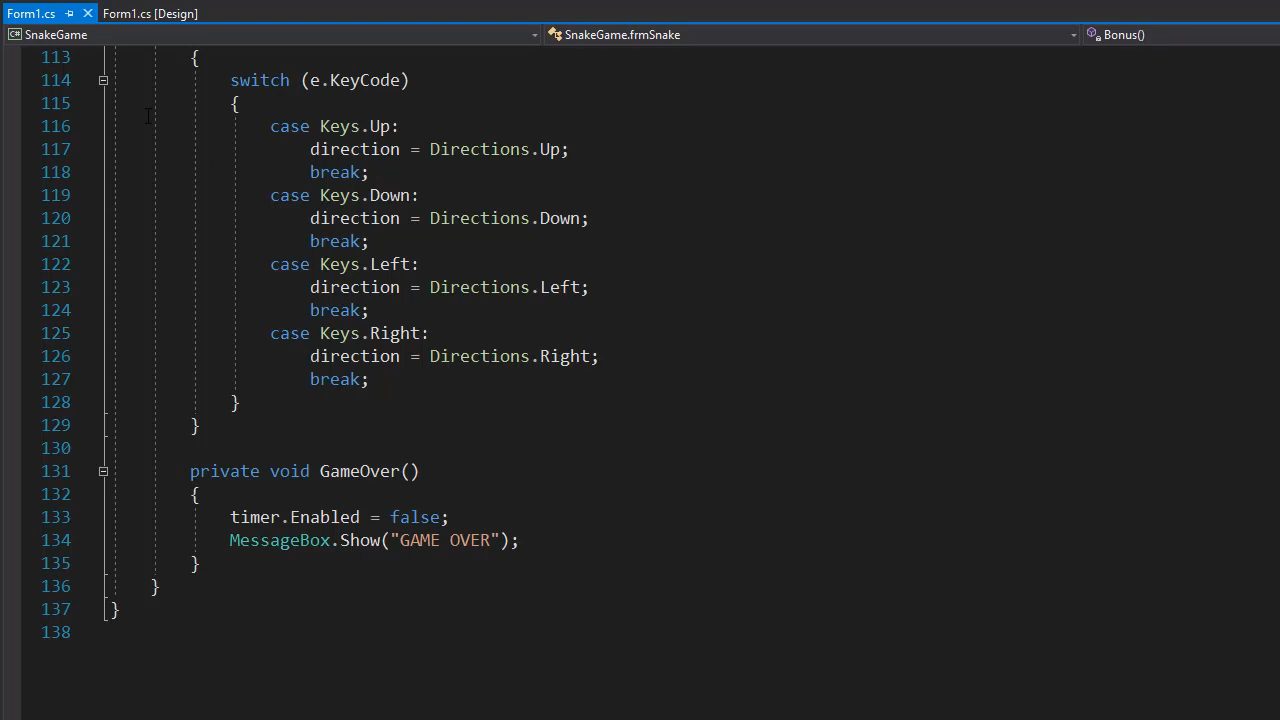 Form1.cs Form1.cs [Design]
C# SnakeGame SnakeGame.frmSnake Bonus()
113 {
114 switch (e.KeyCode)
115 {
116 case Keys.Up:
117 direction = Directions.Up;
118 break;
119 case Keys.Down:
120 direction = Directions.Down;
121 break;
122 case Keys.Left:
123 direction = Directions.Left;
124 break;
125 case Keys.Right:
126 direction = Directions.Right;
127 break;
128 }
129 }
130
131 private void GameOver()
132 {
133 timer.Enabled = false;
134 MessageBox.Show("GAME OVER");
135 }
136 }
137 }
138